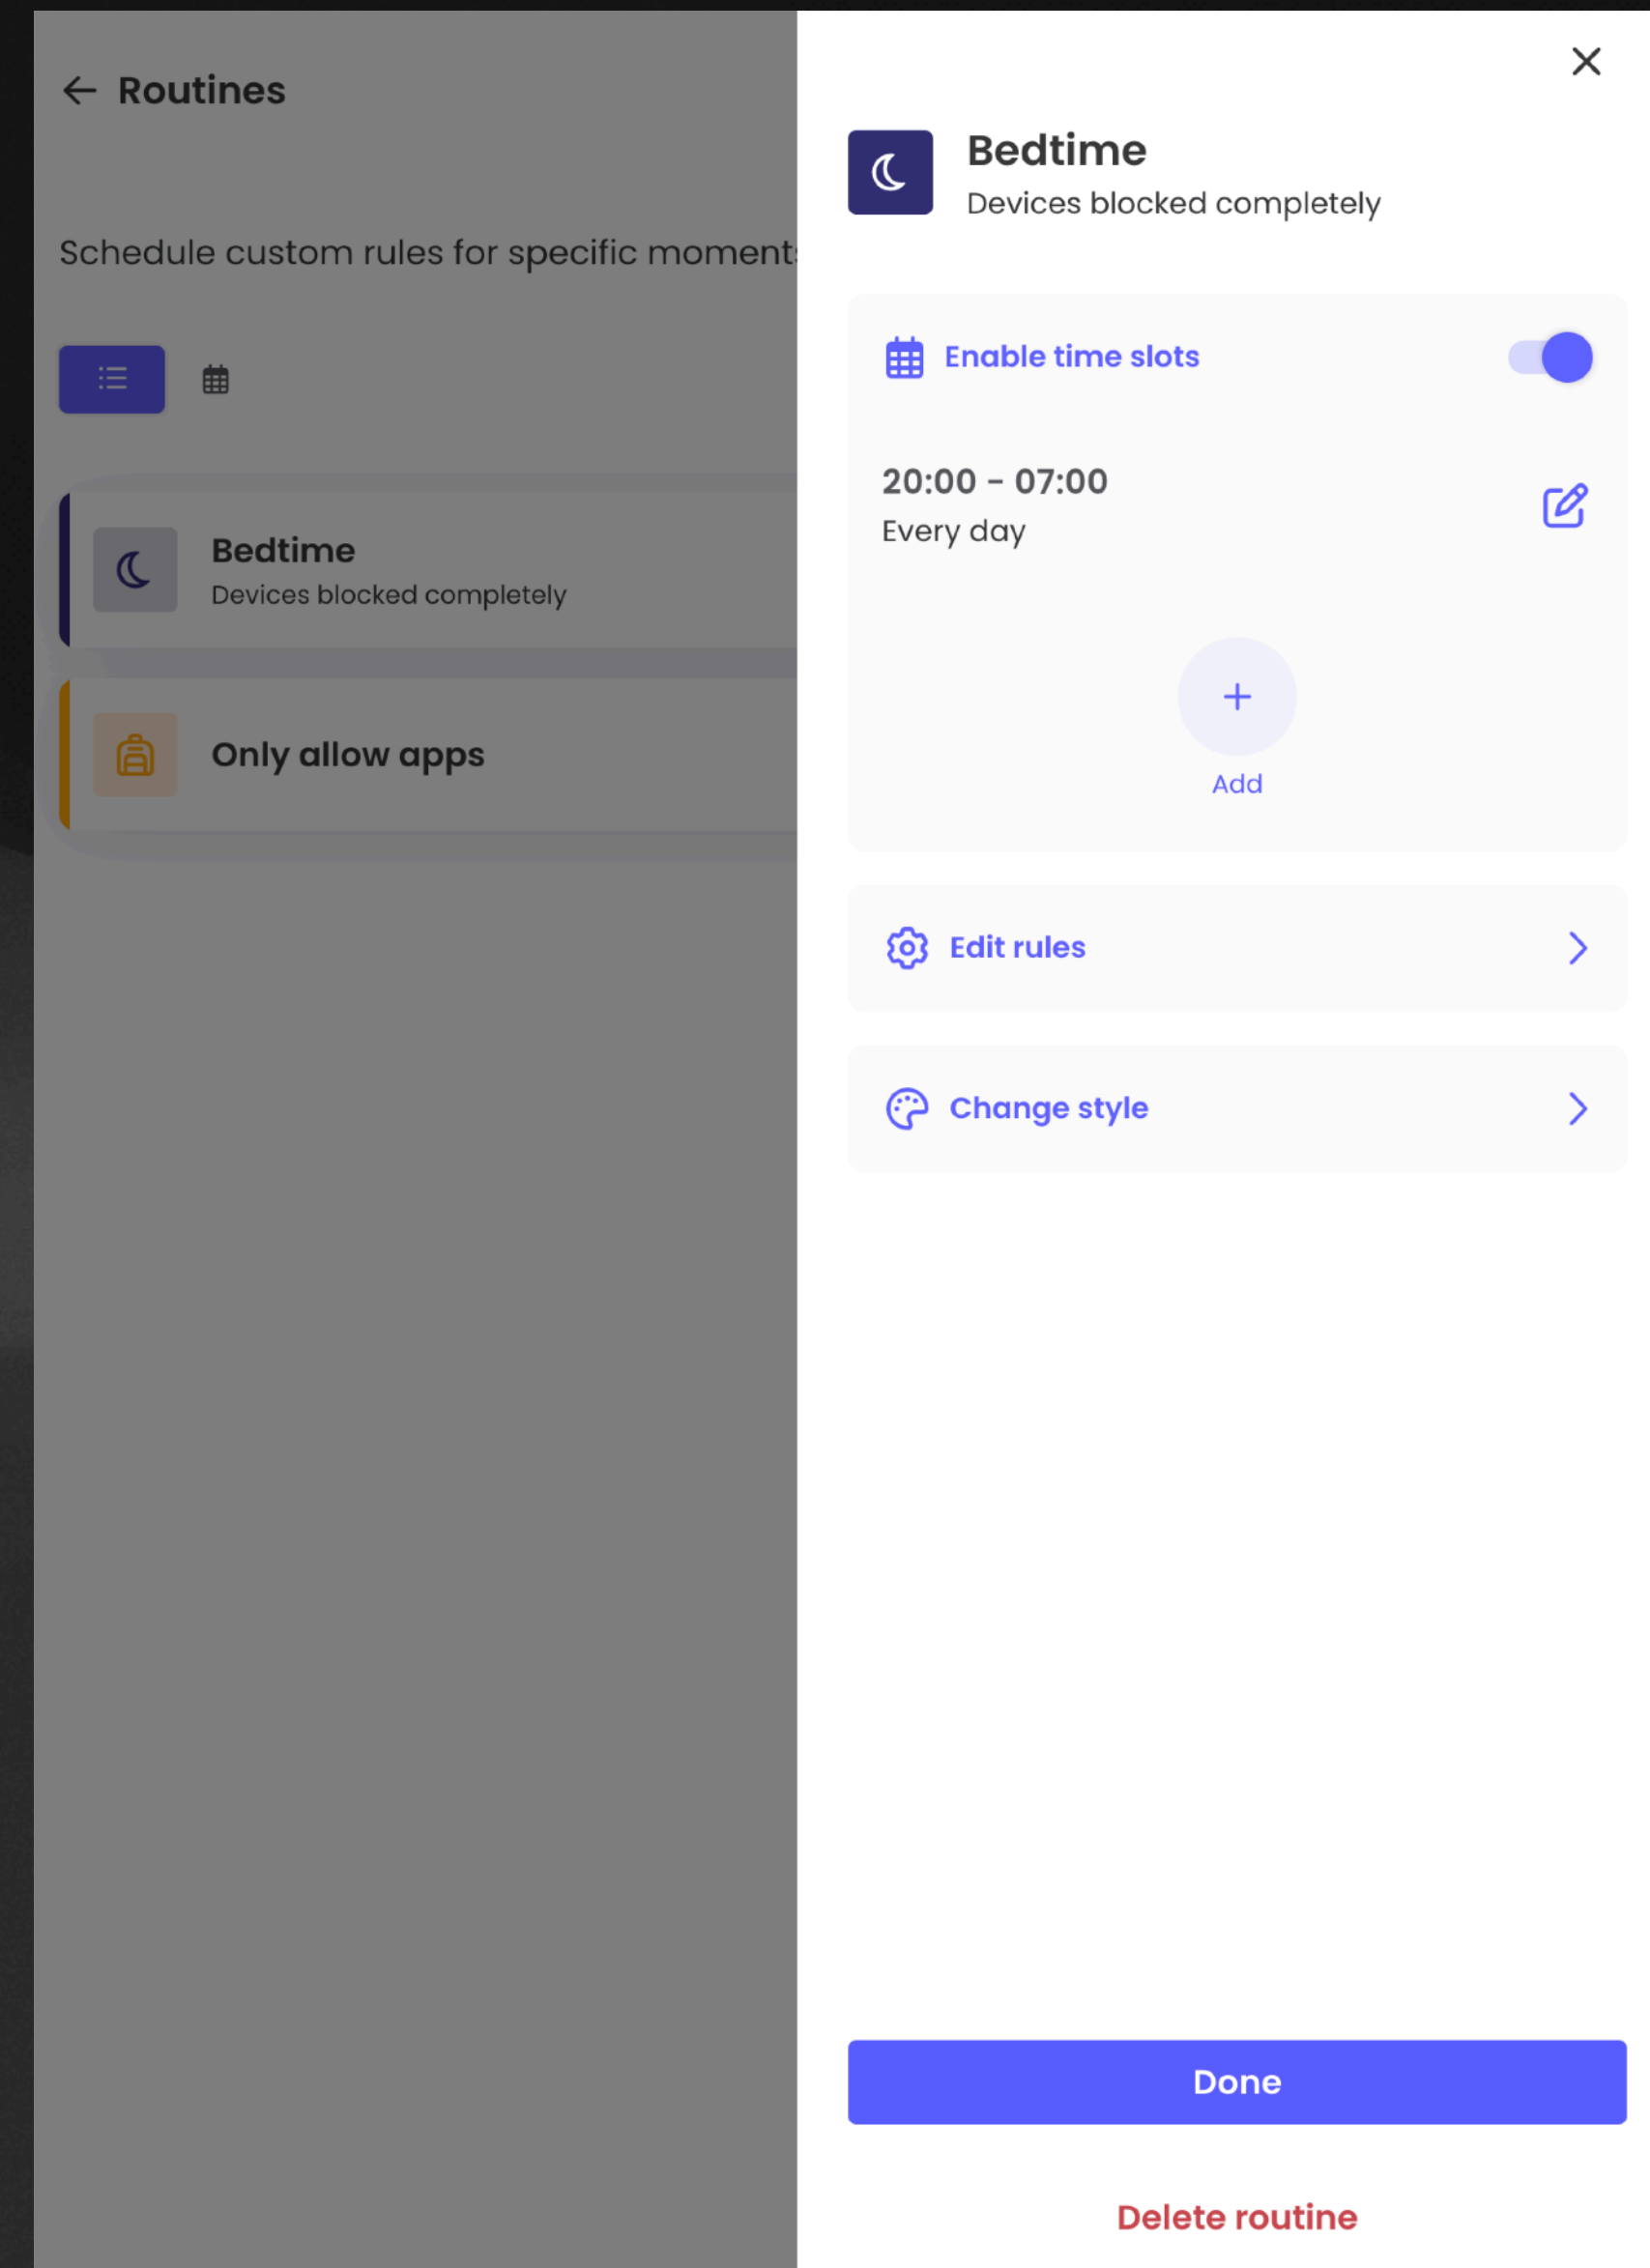 Routines
Schedule custom rules for specific moments
Bedtime
Devices blocked completely
Only allow apps
Bedtime
Devices blocked completely
Enable time slots
20:00 - 07:00
Every day
Add
Edit rules
Change style
Done
Delete routine